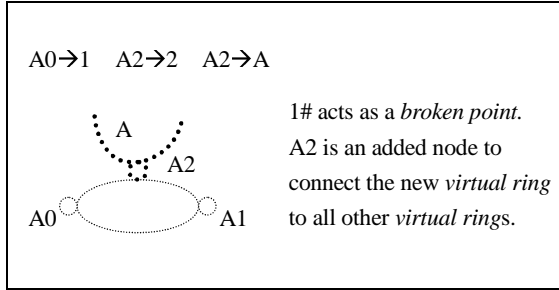 A0→1 A2→2 A2→A
A
A2
A0
A1
1# acts as a broken point.
A2 is an added node to
connect the new virtual ring
to all other virtual rings.